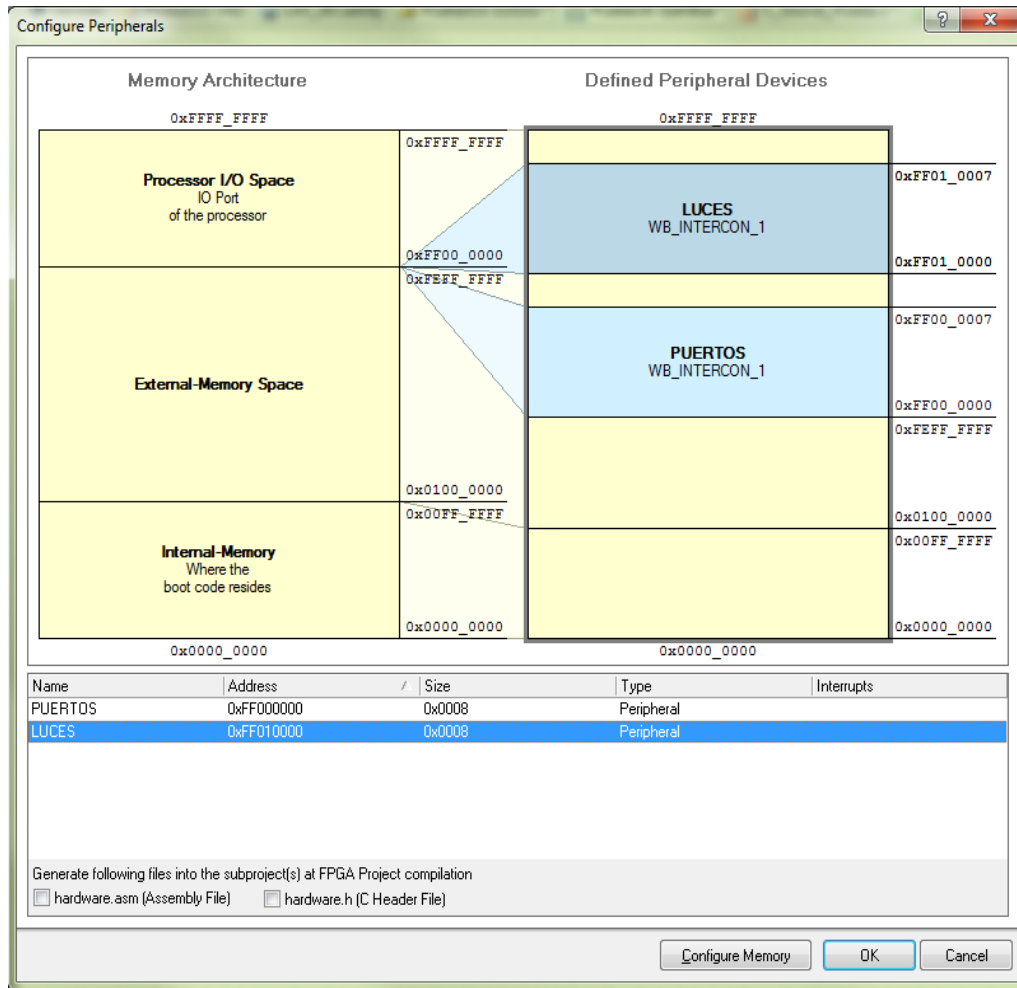 Configure Peripherals
Memory Architecture
Defined Peripheral Devices
0xFFFF_FFFF
0xFFFF_FFFF
0xFFFF_FFFF
Processor I/O Space
IO Port
of the processor
0xFF00_0000
0xFEFF_FFFF
External-Memory Space
0x0100_0000
0x00FF_FFFF
Internal-Memory
Where the
boot code resides
0x0000_0000
0x0000_0000
LUCES
WB_INTERCON_1
0xFF01_0007
0xFF01_0000
PUERTOS
WB_INTERCON_1
0xFF00_0007
0xFF00_0000
0xFEFF_FFFF
0x0100_0000
0x00FF_FFFF
0x0000_0000
0x0000_0000
Name Address Size Type Interrupts
PUERTOS 0xFF000000 0x0008 Peripheral
LUCES 0xFF010000 0x0008 Peripheral
Generate following files into the subproject(s) at FPGA Project compilation
hardware.asm (Assembly File) hardware.h (C Header File)
Configure Memory OK Cancel